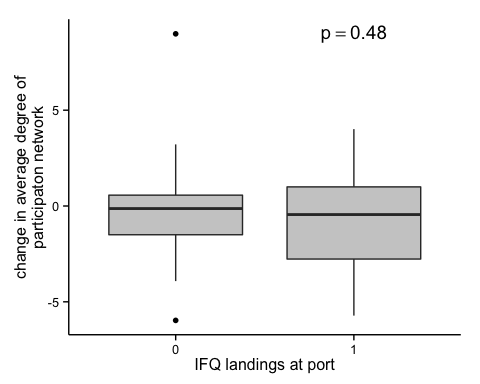 p = 0.48
change in average degree of
participaton network
5
0
-5
0
1
IFQ landings at port